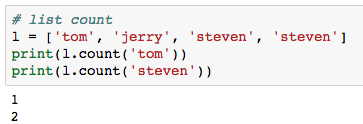 # list count
l = ['tom', 'jerry', 'steven', 'steven']
print(l.count('tom'))
print(l.count('steven'))
1
2